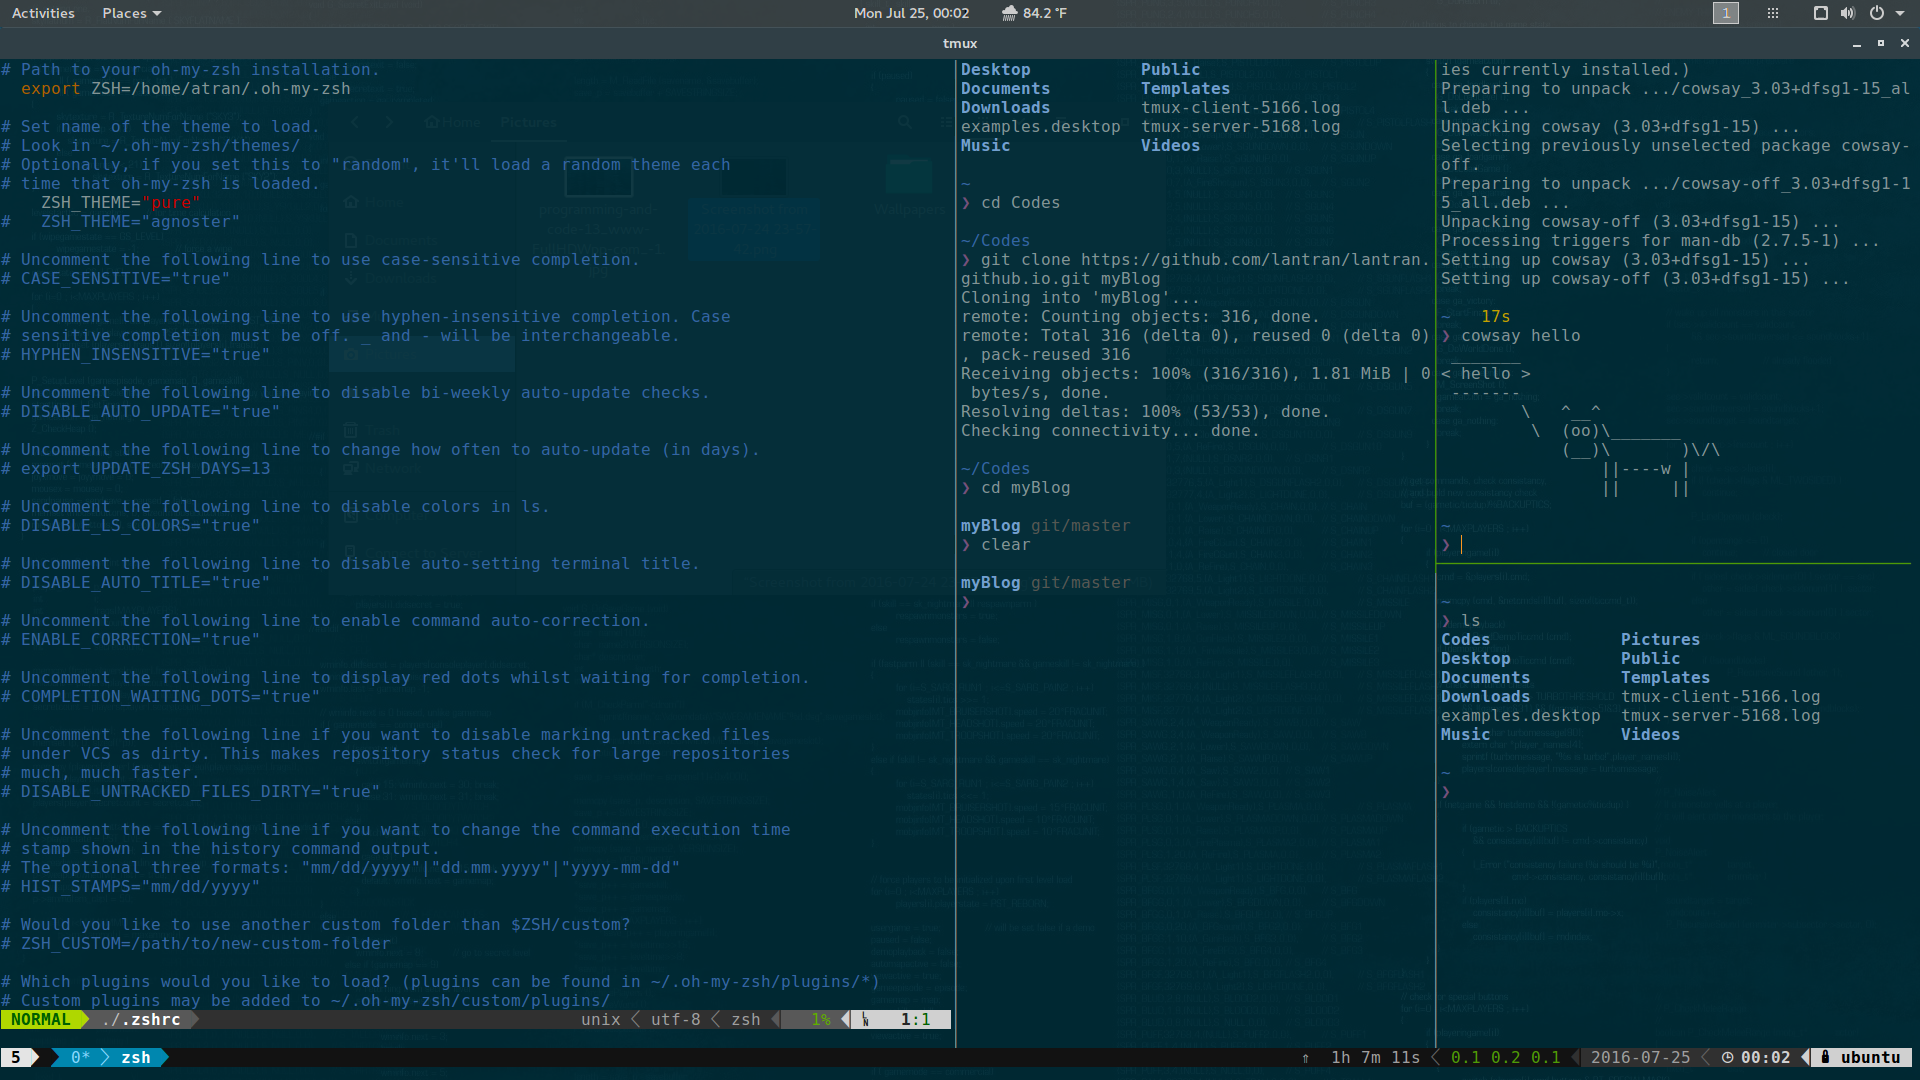 Activities Places Mon Jul 25, 00:02 84.2 °F 1
tmux
# Path to your oh-my-zsh installation.
  export ZSH=/home/atran/.oh-my-zsh
# Set name of the theme to load.
# Look in ~/.oh-my-zsh/themes/
# Optionally, if you set this to "random", it'll load a random theme each
# time that oh-my-zsh is loaded.
    ZSH_THEME="pure"
#   ZSH_THEME="agnoster"
# Uncomment the following line to use case-sensitive completion.
# CASE_SENSITIVE="true"
# Uncomment the following line to use hyphen-insensitive completion. Case
# sensitive completion must be off. _ and - will be interchangeable.
# HYPHEN_INSENSITIVE="true"
# Uncomment the following line to disable bi-weekly auto-update checks.
# DISABLE_AUTO_UPDATE="true"
# Uncomment the following line to change how often to auto-update (in days).
# export UPDATE_ZSH_DAYS=13
# Uncomment the following line to disable colors in ls.
# DISABLE_LS_COLORS="true"
# Uncomment the following line to disable auto-setting terminal title.
# DISABLE_AUTO_TITLE="true"
# Uncomment the following line to enable command auto-correction.
# ENABLE_CORRECTION="true"
# Uncomment the following line to display red dots whilst waiting for completion.
# COMPLETION_WAITING_DOTS="true"
# Uncomment the following line if you want to disable marking untracked files
# under VCS as dirty. This makes repository status check for large repositories
# much, much faster.
# DISABLE_UNTRACKED_FILES_DIRTY="true"
# Uncomment the following line if you want to change the command execution time
# stamp shown in the history command output.
# The optional three formats: "mm/dd/yyyy"|"dd.mm.yyyy"|"yyyy-mm-dd"
# HIST_STAMPS="mm/dd/yyyy"
# Would you like to use another custom folder than $ZSH/custom?
# ZSH_CUSTOM=/path/to/new-custom-folder
# Which plugins would you like to load? (plugins can be found in ~/.oh-my-zsh/plugins/*)
# Custom plugins may be added to ~/.oh-my-zsh/custom/plugins/
NORMAL ./.zshrc unix utf-8 zsh 1% LN 1:1
Desktop Public
Documents Templates
Downloads tmux-client-5166.log
examples.desktop tmux-server-5168.log
Music Videos
~
❯ cd Codes
~/Codes
❯ git clone https://github.com/lantran/lantran.
github.io.git myBlog
Cloning into 'myBlog'...
remote: Counting objects: 316, done.
remote: Total 316 (delta 0), reused 0 (delta 0)
, pack-reused 316
Receiving objects: 100% (316/316), 1.81 MiB | 0
 bytes/s, done.
Resolving deltas: 100% (53/53), done.
Checking connectivity... done.
~/Codes
❯ cd myBlog
myBlog git/master
❯ clear
myBlog git/master
❯
ies currently installed.)
Preparing to unpack .../cowsay_3.03+dfsg1-15_al
l.deb ...
Unpacking cowsay (3.03+dfsg1-15) ...
Selecting previously unselected package cowsay-
off.
Preparing to unpack .../cowsay-off_3.03+dfsg1-1
5_all.deb ...
Unpacking cowsay-off (3.03+dfsg1-15) ...
Processing triggers for man-db (2.7.5-1) ...
Setting up cowsay (3.03+dfsg1-15) ...
Setting up cowsay-off (3.03+dfsg1-15) ...
~   17s
❯ cowsay hello
 _______
< hello >
 -------
        \   ^__^
         \  (oo)\_______
            (__)\       )\/\
                ||----w |
                ||     ||
~
❯
~
❯ ls
Codes Pictures
Desktop Public
Documents Templates
Downloads tmux-client-5166.log
examples.desktop tmux-server-5168.log
Music Videos
~
❯
5 0* zsh ⇑ 1h 7m 11s 0.1 0.2 0.1 2016-07-25 00:02 ubuntu